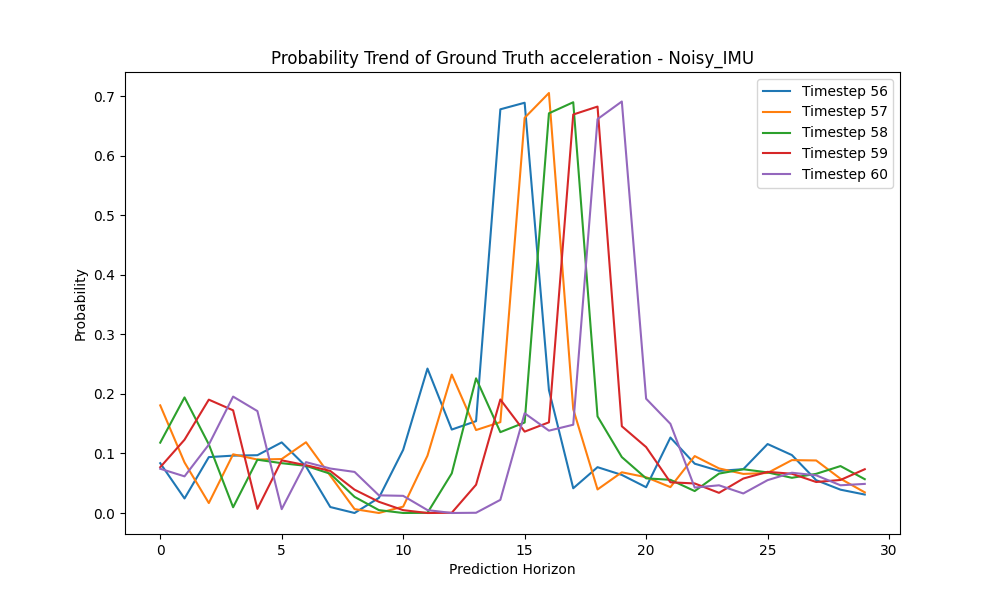 Probability Trend of Ground Truth acceleration - Noisy_IMU
Timestep 56
Timestep 57
Timestep 58
Timestep 59
Timestep 60
Probability
0.7
0.6
0.5
0.4
0.3
0.2
0.1
0.0
0 5 10 15 20 25 30
Prediction Horizon